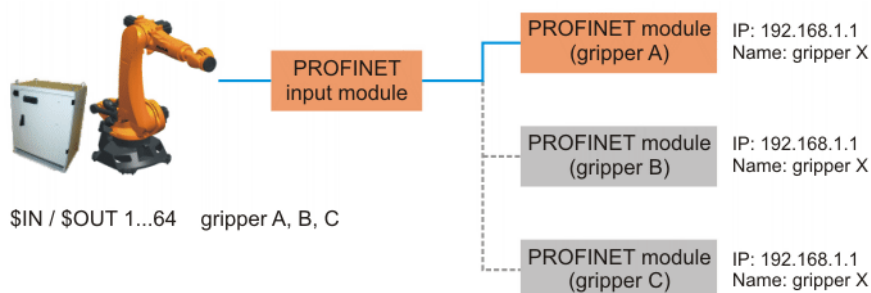 PROFINET module
(gripper A)
IP: 192.168.1.1
Name: gripper X
PROFINET
input module
PROFINET module
(gripper B)
IP: 192.168.1.1
Name: gripper X
$IN / $OUT 1...64 gripper A, B, C
PROFINET module
(gripper C)
IP: 192.168.1.1
Name: gripper X